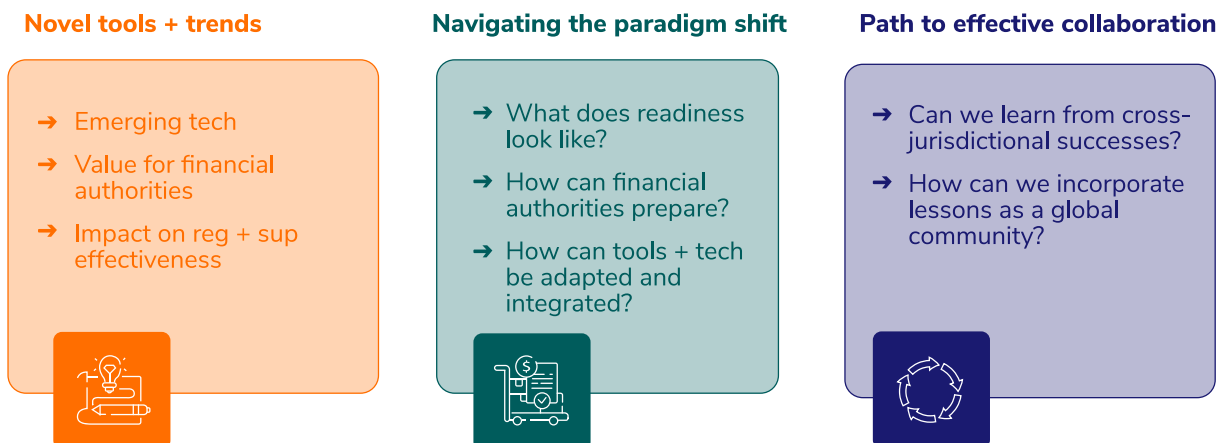 Novel tools + trends
➔ Emerging tech
➔ Value for financial
authorities
➔ Impact on reg + sup
effectiveness
Navigating the paradigm shift
➔ What does readiness
look like?
➔ How can financial
authorities prepare?
➔ How can tools + tech
be adapted and
integrated?
$
Path to effective collaboration
➔ Can we learn from cross-
jurisdictional successes?
➔ How can we incorporate
lessons as a global
community?